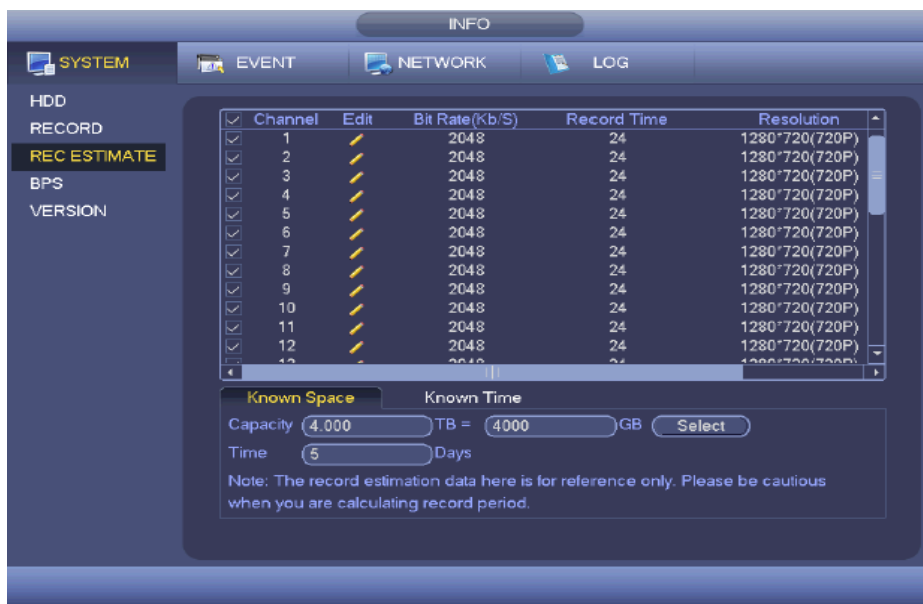 INFO
SYSTEM EVENT NETWORK LOG
HDD
RECORD
REC ESTIMATE
BPS
VERSION
Channel Edit Bit Rate(Kb/S) Record Time Resolution
1 2048 24 1280*720(720P)
2 2048 24 1280*720(720P)
3 2048 24 1280*720(720P)
4 2048 24 1280*720(720P)
5 2048 24 1280*720(720P)
6 2048 24 1280*720(720P)
7 2048 24 1280*720(720P)
8 2048 24 1280*720(720P)
9 2048 24 1280*720(720P)
10 2048 24 1280*720(720P)
11 2048 24 1280*720(720P)
12 2048 24 1280*720(720P)
Known Space Known Time
Capacity 4.000 TB = 4000 GB Select
Time 5 Days
Note: The record estimation data here is for reference only. Please be cautious
when you are calculating record period.